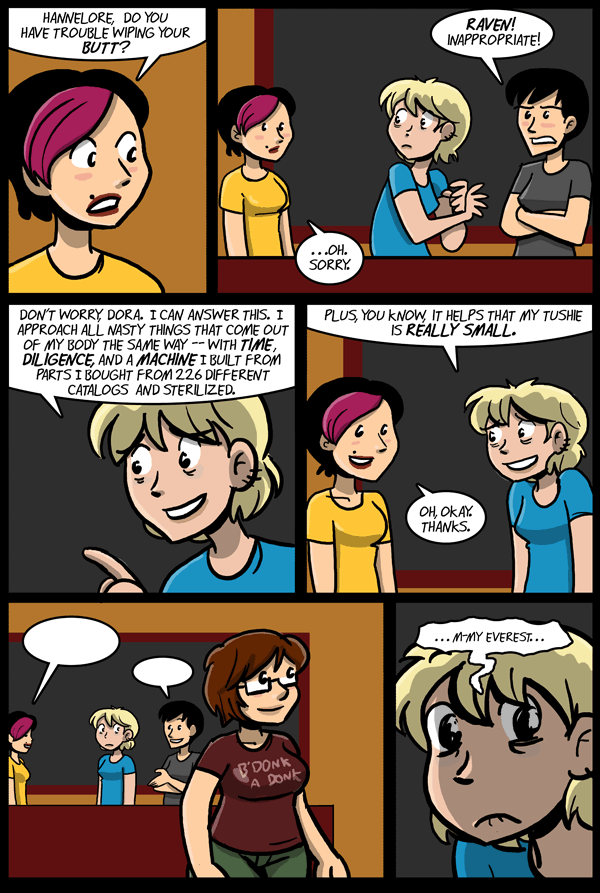 HANNELORE, DO YOU
HAVE TROUBLE WIPING YOUR
BUTT?
RAVEN!
INAPPROPRIATE!
...OH.
SORRY.
DON'T WORRY, DORA. I CAN ANSWER THIS. I
APPROACH ALL NASTY THINGS THAT COME OUT
OF MY BODY THE SAME WAY -- WITH TIME,
DILIGENCE, AND A MACHINE I BUILT FROM
PARTS I BOUGHT FROM 226 DIFFERENT
CATALOGS AND STERILIZED.
PLUS, YOU KNOW, IT HELPS THAT MY TUSHIE
IS REALLY SMALL.
OH, OKAY.
THANKS.
B'DONK
A DONK
...M-MY EVEREST...